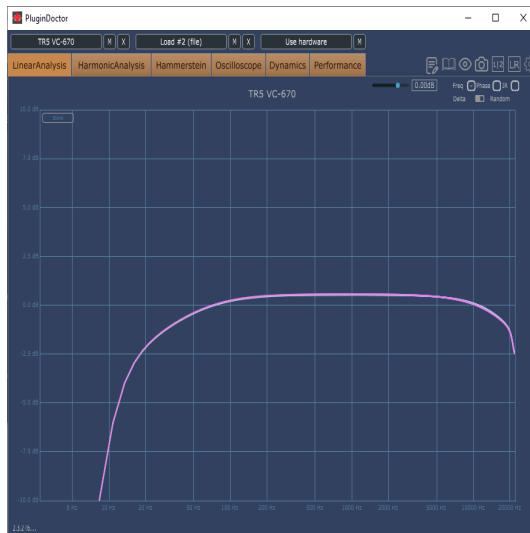 PluginDoctor
TR5 VC-670 M X Load #2 (file) M X Use hardware M
LinearAnalysis HarmonicAnalysis Hammerstein Oscilloscope Dynamics Performance
1|2 LR
TR5 VC-670 0.00dB Freq Phase IR
Delta Random
10.0 dB
7.5 dB
5.0 dB
2.5 dB
0.0 dB
-2.5 dB
-5.0 dB
-7.5 dB
-10.0 dB
5 Hz 10 Hz 20 Hz 50 Hz 100 Hz 200 Hz 500 Hz 1000 Hz 2000 Hz 5000 Hz 10000 Hz 20000 Hz